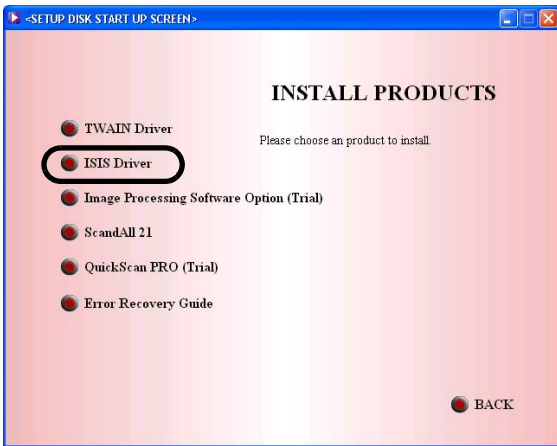 <SETUP DISK START UP SCREEN>
INSTALL PRODUCTS
TWAIN Driver
Please choose an product to install.
ISIS Driver
Image Processing Software Option (Trial)
ScandAll 21
QuickScan PRO (Trial)
Error Recovery Guide
BACK